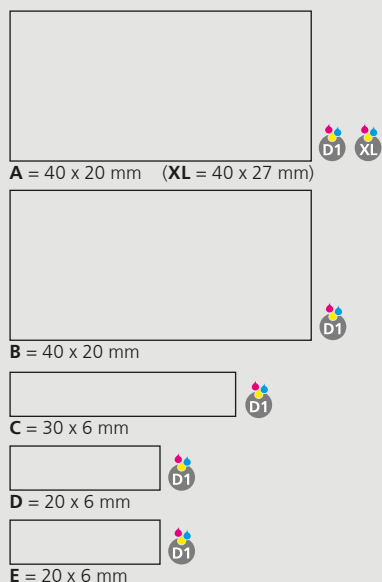 D1 XL
A = 40 x 20 mm (XL = 40 x 27 mm)
D1
B = 40 x 20 mm
D1
C = 30 x 6 mm
D1
D = 20 x 6 mm
D1
E = 20 x 6 mm